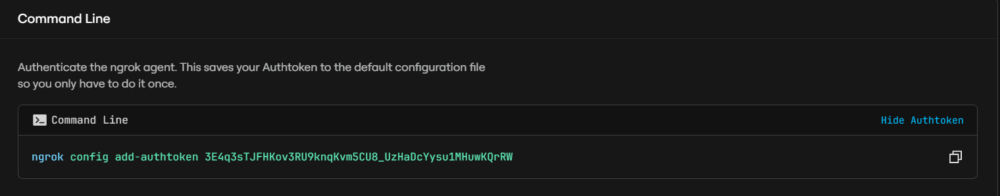 Command Line
Authenticate the ngrok agent. This saves your Authtoken to the default configuration file
so you only have to do it once.
Command Line
Hide Authtoken
ngrok config add-authtoken 3E4q3sTJFHKov3RU9knqKvm5CU8_UzHaDcYysu1MHuwKQrRW